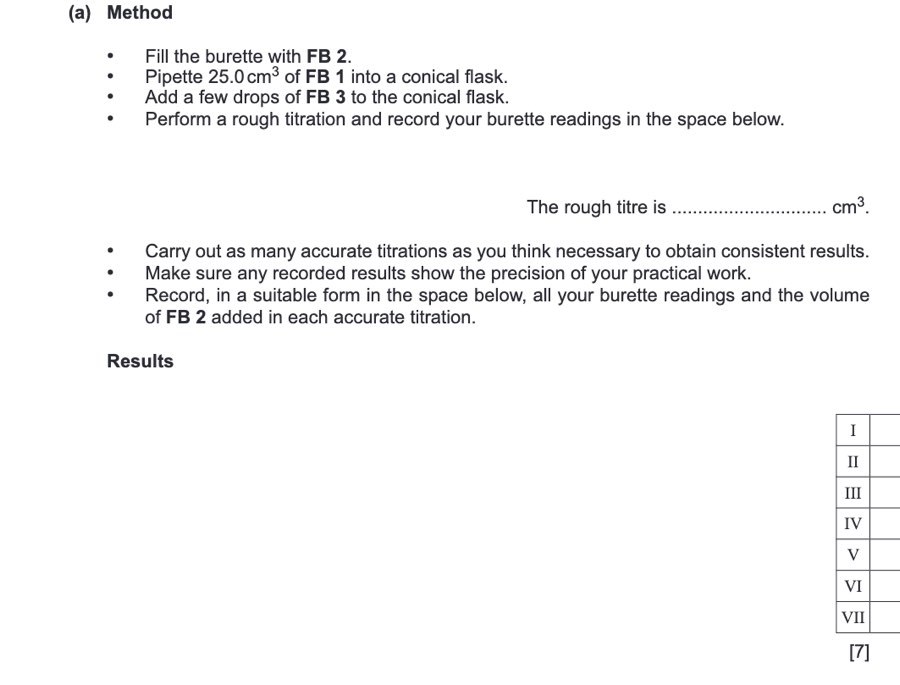 (a) Method
• Fill the burette with FB 2.
• Pipette 25.0 cm³ of FB 1 into a conical flask.
• Add a few drops of FB 3 to the conical flask.
• Perform a rough titration and record your burette readings in the space below.
The rough titre is .............................. cm³.
• Carry out as many accurate titrations as you think necessary to obtain consistent results.
• Make sure any recorded results show the precision of your practical work.
• Record, in a suitable form in the space below, all your burette readings and the volume
of FB 2 added in each accurate titration.
Results
I
II
III
IV
V
VI
VII
[7]